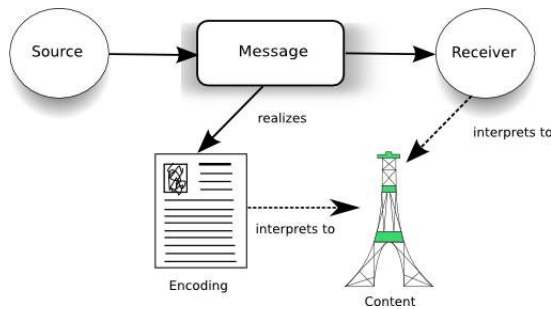 Source
Message
Receiver
realizes
interprets to
interprets to
Encoding
Content